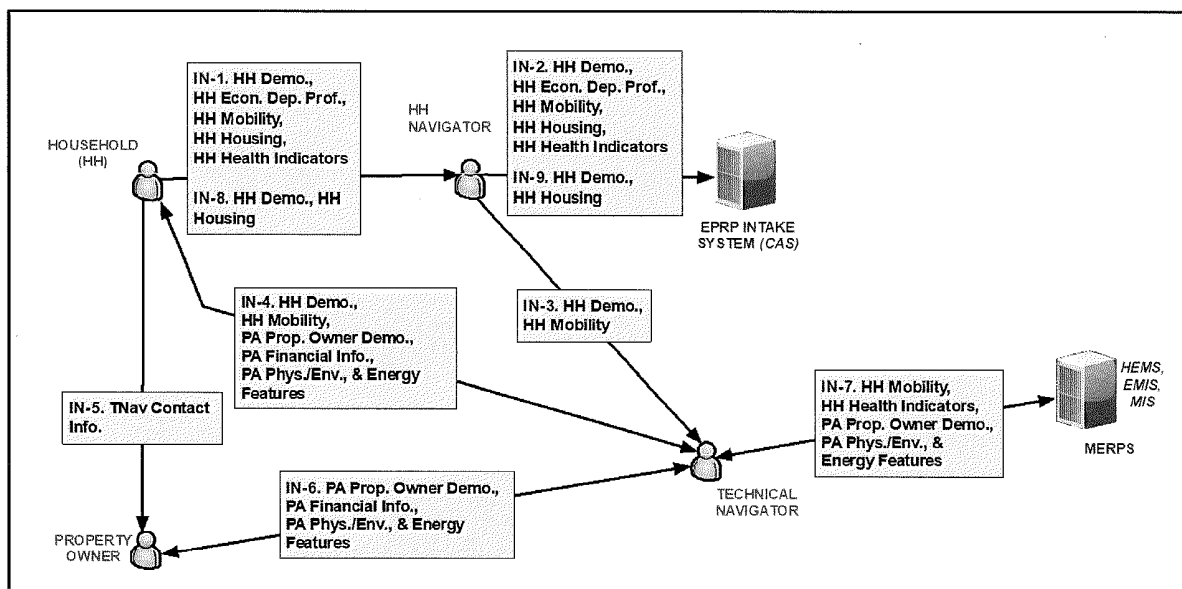 IN-1. HH Demo.,
HH Econ. Dep. Prof.,
HH Mobility,
HH Housing,
HH Health Indicators
IN-8. HH Demo., HH
Housing
HOUSEHOLD
(HH)
HH
NAVIGATOR
IN-2. HH Demo.,
HH Econ. Dep. Prof.,
HH Mobility,
HH Housing,
HH Health Indicators
IN-9. HH Demo.,
HH Housing
EPRP INTAKE
SYSTEM (CAS)
IN-4. HH Demo.,
HH Mobility,
PA Prop. Owner Demo.,
PA Financial Info.,
PA Phys./Env., & Energy
Features
IN-3. HH Demo.,
HH Mobility
IN-5. TNav Contact
Info.
IN-7. HH Mobility,
HH Health Indicators,
PA Prop. Owner Demo.,
PA Phys./Env., &
Energy Features
HEMS,
EMIS,
MIS
MERPS
IN-6. PA Prop. Owner Demo.,
PA Financial Info.,
PA Phys./Env., & Energy
Features
TECHNICAL
NAVIGATOR
PROPERTY
OWNER